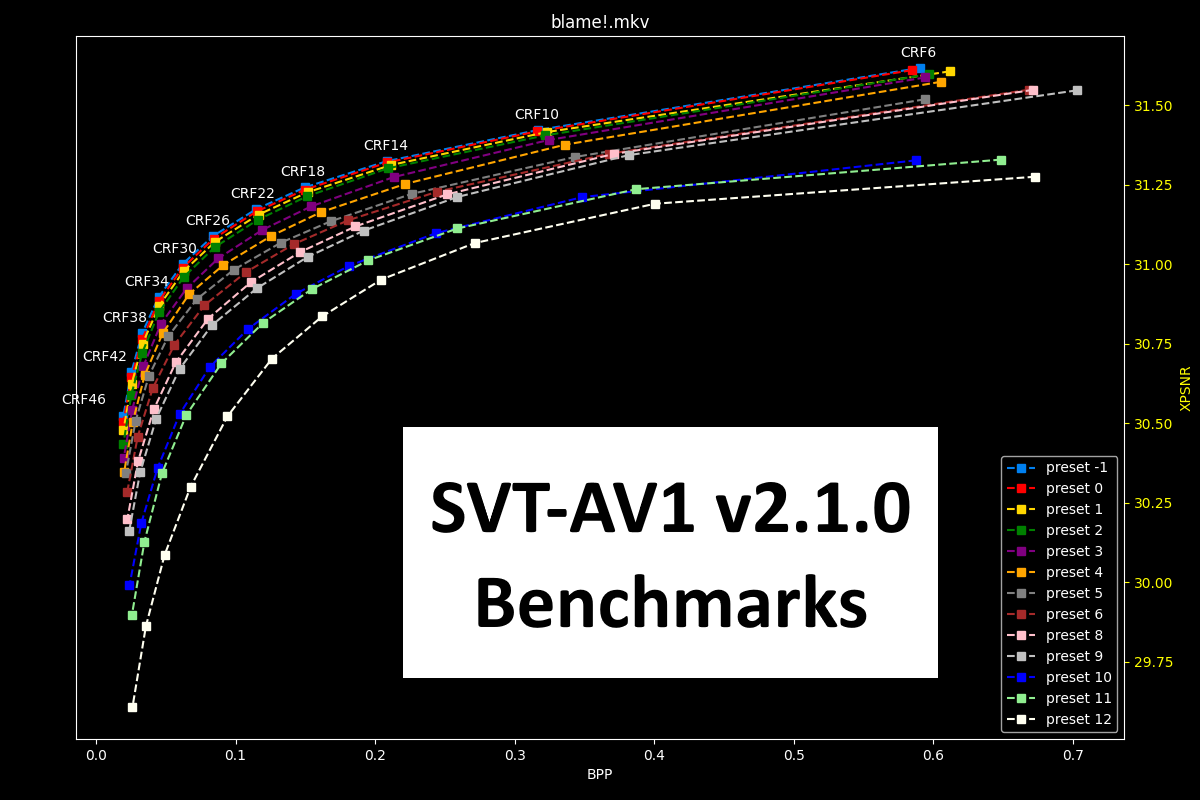 blame!.mkv
CRF6
CRF10
CRF14
CRF18
CRF22
CRF26
CRF30
CRF34
CRF38
CRF42
CRF46
31.50
31.25
31.00
30.75
30.50
30.25
30.00
29.75
XPSNR
SVT-AV1 v2.1.0
Benchmarks
preset -1
preset 0
preset 1
preset 2
preset 3
preset 4
preset 5
preset 6
preset 8
preset 9
preset 10
preset 11
preset 12
0.0 0.1 0.2 0.3 0.4 0.5 0.6 0.7
BPP